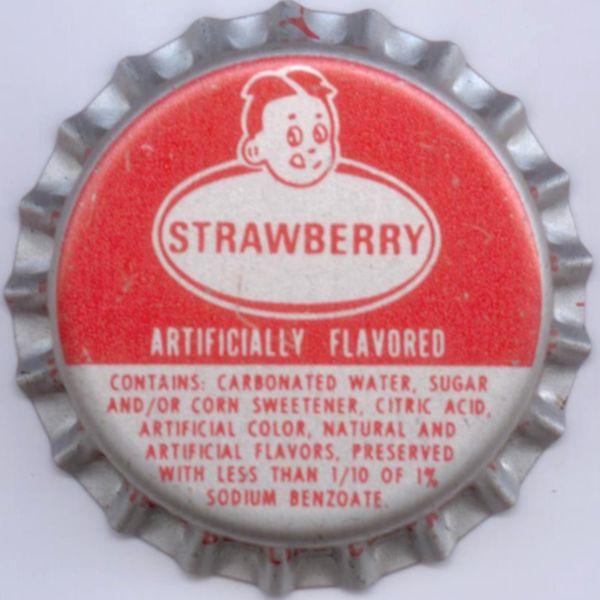 STRAWBERRY
ARTIFICIALLY FLAVORED
CONTAINS: CARBONATED WATER, SUGAR
AND/OR CORN SWEETENER, CITRIC ACID,
ARTIFICIAL COLOR, NATURAL AND
ARTIFICIAL FLAVORS, PRESERVED
WITH LESS THAN 1/10 OF 1%
SODIUM BENZOATE.